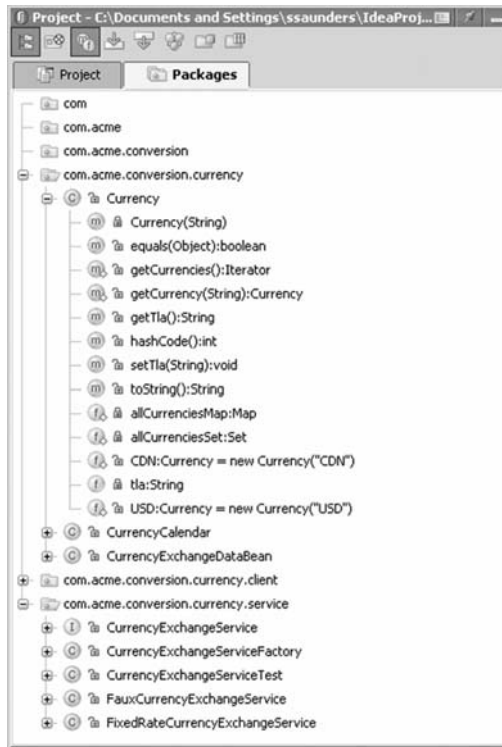 Project - C:\Documents and Settings\ssaunders\IdeaProj...
Project
Packages
com
com.acme
com.acme.conversion
com.acme.conversion.currency
C Currency
m Currency(String)
m equals(Object):boolean
m getCurrencies():Iterator
m getCurrency(String):Currency
m getTla():String
m hashCode():int
m setTla(String):void
m toString():String
f allCurrenciesMap:Map
f allCurrenciesSet:Set
f CDN:Currency = new Currency("CDN")
f tla:String
f USD:Currency = new Currency("USD")
C CurrencyCalendar
C CurrencyExchangeDataBean
com.acme.conversion.currency.client
com.acme.conversion.currency.service
I CurrencyExchangeService
C CurrencyExchangeServiceFactory
C CurrencyExchangeServiceTest
C FauxCurrencyExchangeService
C FixedRateCurrencyExchangeService